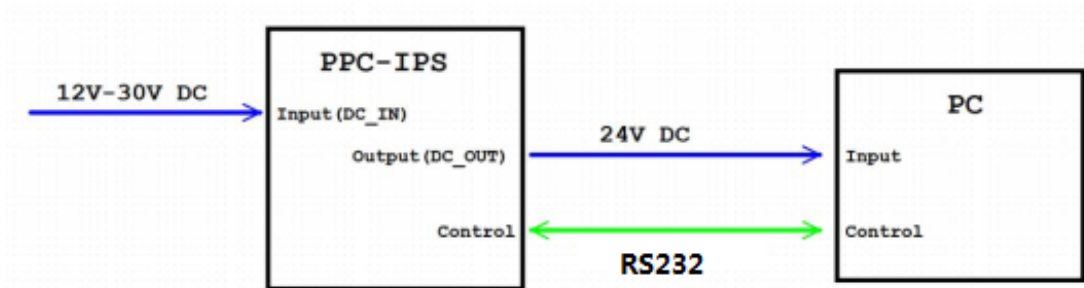 PPC-IPS
12V-30V DC
Input(DC_IN)
Output(DC_OUT)
Control
24V DC
RS232
PC
Input
Control